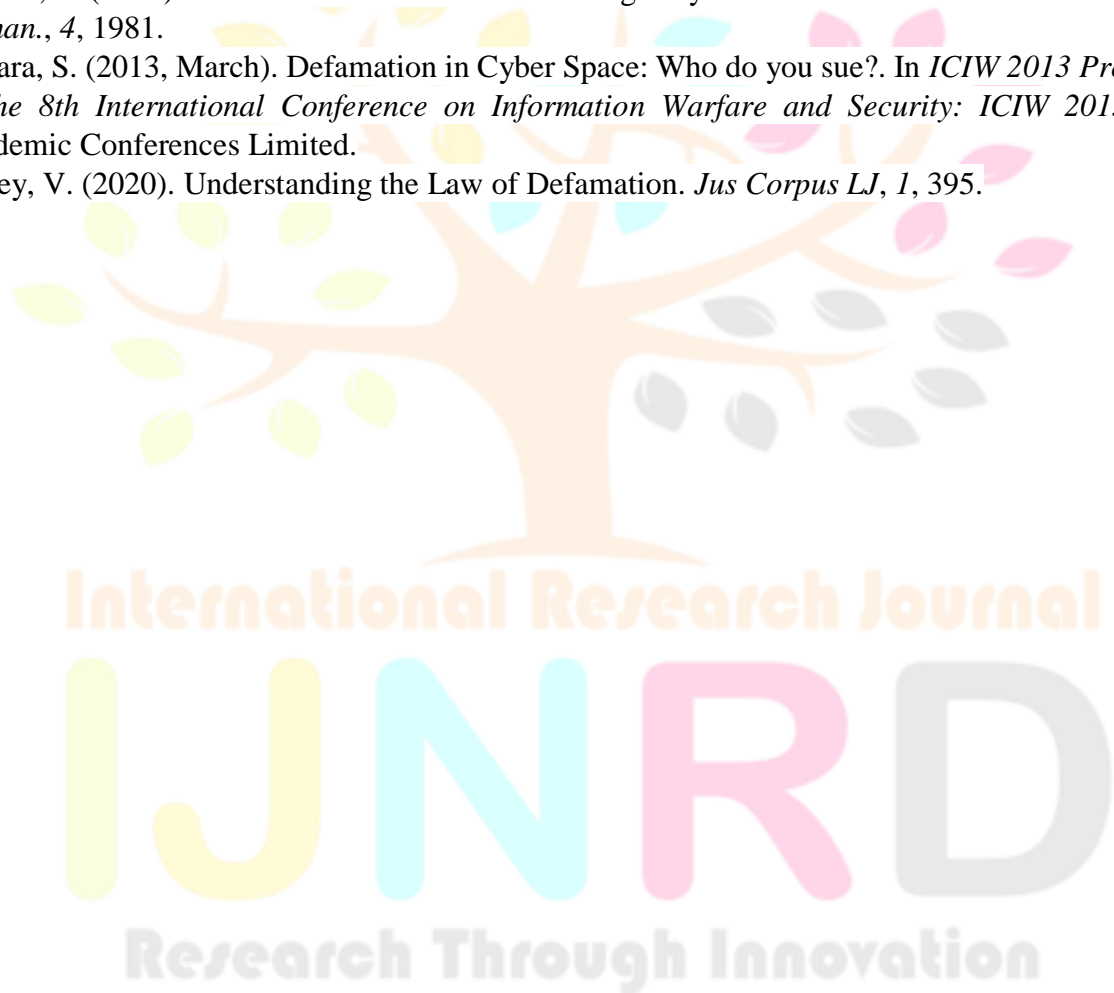 han., 4, 1981.
ara, S. (2013, March). Defamation in Cyber Space: Who do you sue?. In ICIW 2013 Pro
he 8th International Conference on Information Warfare and Security: ICIW 201
demic Conferences Limited.
ey, V. (2020). Understanding the Law of Defamation. Jus Corpus LJ, 1, 395.
International Research Journal
IJNRD
Research Through Innovation